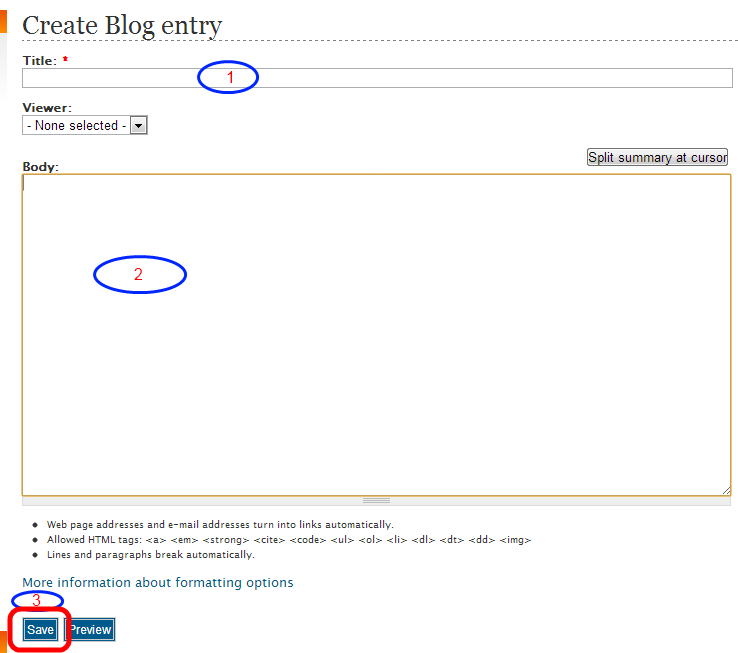 Create Blog entry
Title: *
1
Viewer:
- None selected -
Split summary at cursor
Body:
2
Web page addresses and e-mail addresses turn into links automatically.
Allowed HTML tags: <a> <em> <strong> <cite> <code> <ul> <ol> <li> <dl> <dt> <dd> <img>
Lines and paragraphs break automatically.
More information about formatting options
3
Save Preview